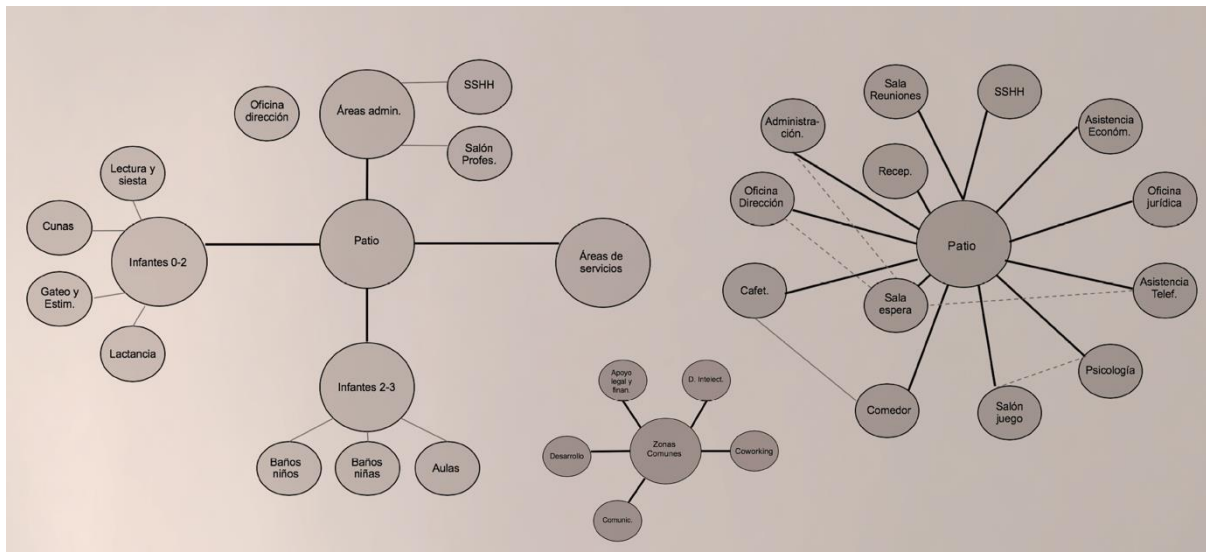 Oficina
dirección
Áreas admin.
SSHH
Salón
Profes.
Lectura y
siesta
Cunas
Infantes 0-2
Gateo y
Estim.
Lactancia
Patio
Áreas de
servicios
Infantes 2-3
Baños
niños
Baños
niñas
Aulas
Apoyo
legal y
finan.
D. Intelect.
Desarrollo
Zonas
Comunes
Coworking
Comunic.
Sala
Reuniones
SSHH
Administra-
ción.
Asistencia
Económ.
Recep.
Oficina
Dirección
Oficina
jurídica
Patio
Cafet.
Sala
espera
Asistencia
Telef.
Psicología
Comedor
Salón
juego